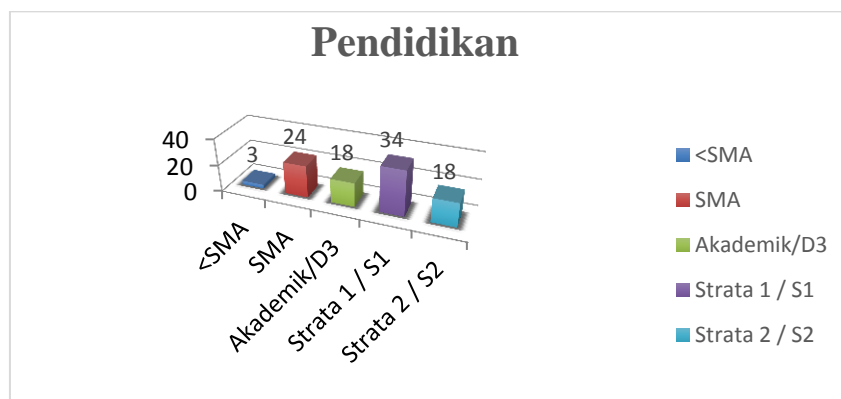 Pendidikan
40
20
0
3
24
18
34
18
<SMA
SMA
Akademik/D3
Strata 1 / S1
Strata 2 / S2
<SMA
SMA
Akademik/D3
Strata 1 / S1
Strata 2 / S2